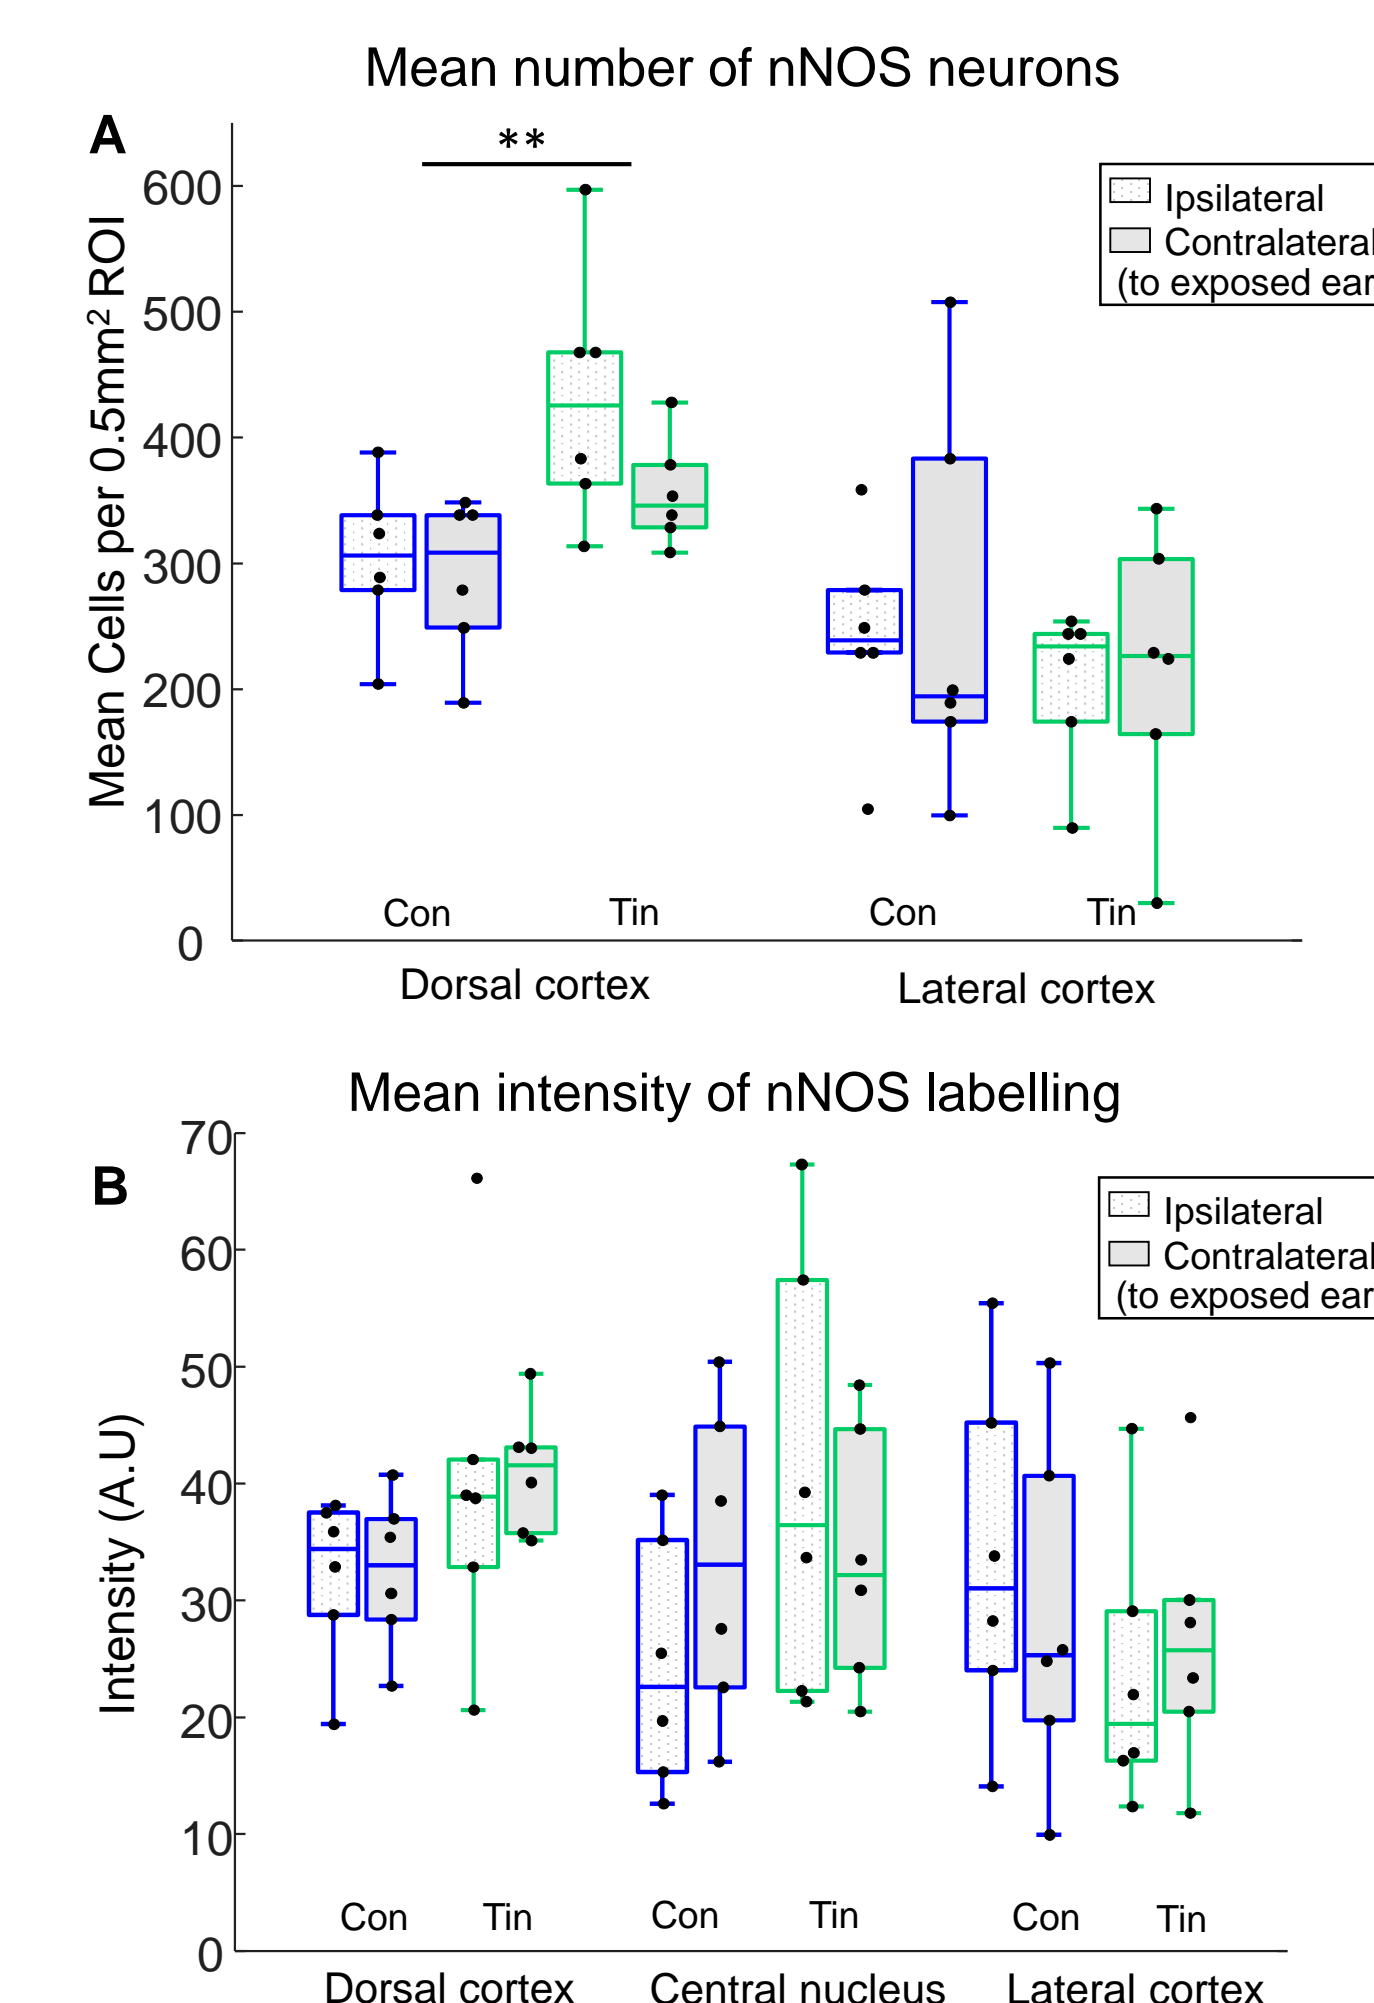 Mean number of nNOS neurons
A
**
Mean Cells per 0.5mm² ROI
600
500
400
300
200
100
0
Ipsilateral
Contralateral
(to exposed ear
Con
Tin
Con
Tin
Dorsal cortex
Lateral cortex
Mean intensity of nNOS labelling
B
Intensity (A.U)
70
60
50
40
30
20
10
0
Ipsilateral
Contralateral
(to exposed ear
Con
Tin
Con
Tin
Con
Tin
Dorsal cortex
Central nucleus
Lateral cortex